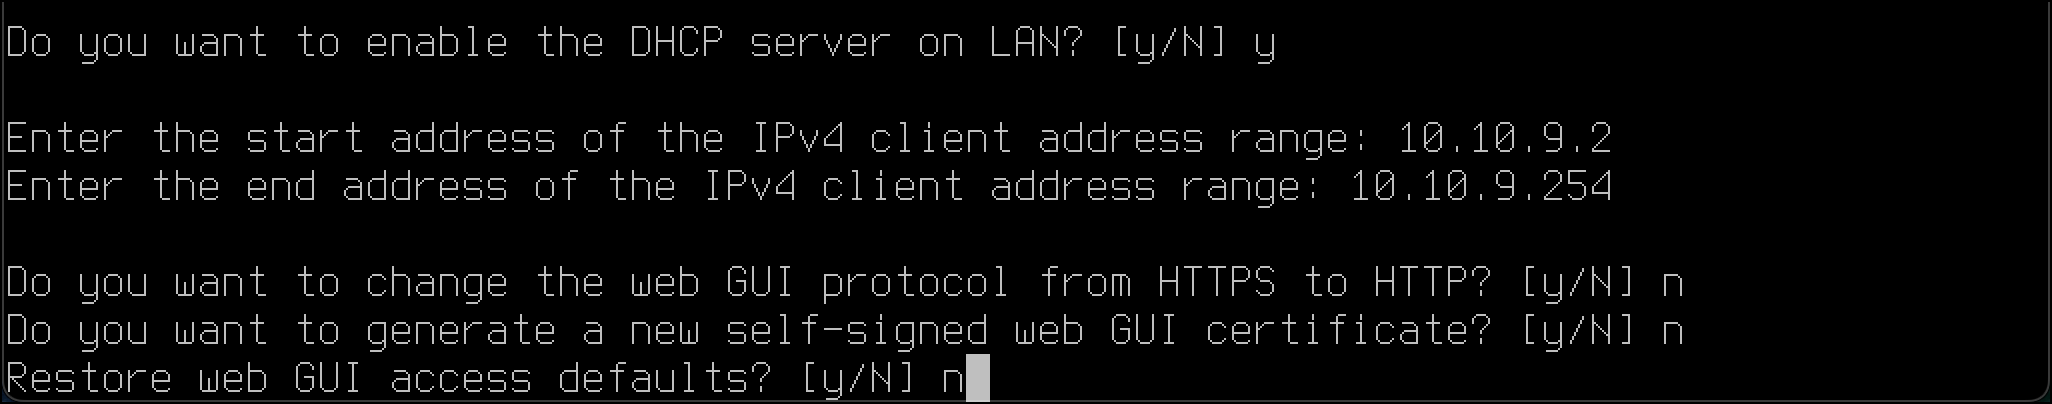 Do you want to enable the DHCP server on LAN? [y/N] y
Enter the start address of the IPv4 client address range: 10.10.9.2
Enter the end address of the IPv4 client address range: 10.10.9.254
Do you want to change the web GUI protocol from HTTPS to HTTP? [y/N] n
Do you want to generate a new self-signed web GUI certificate? [y/N] n
Restore web GUI access defaults? [y/N] n